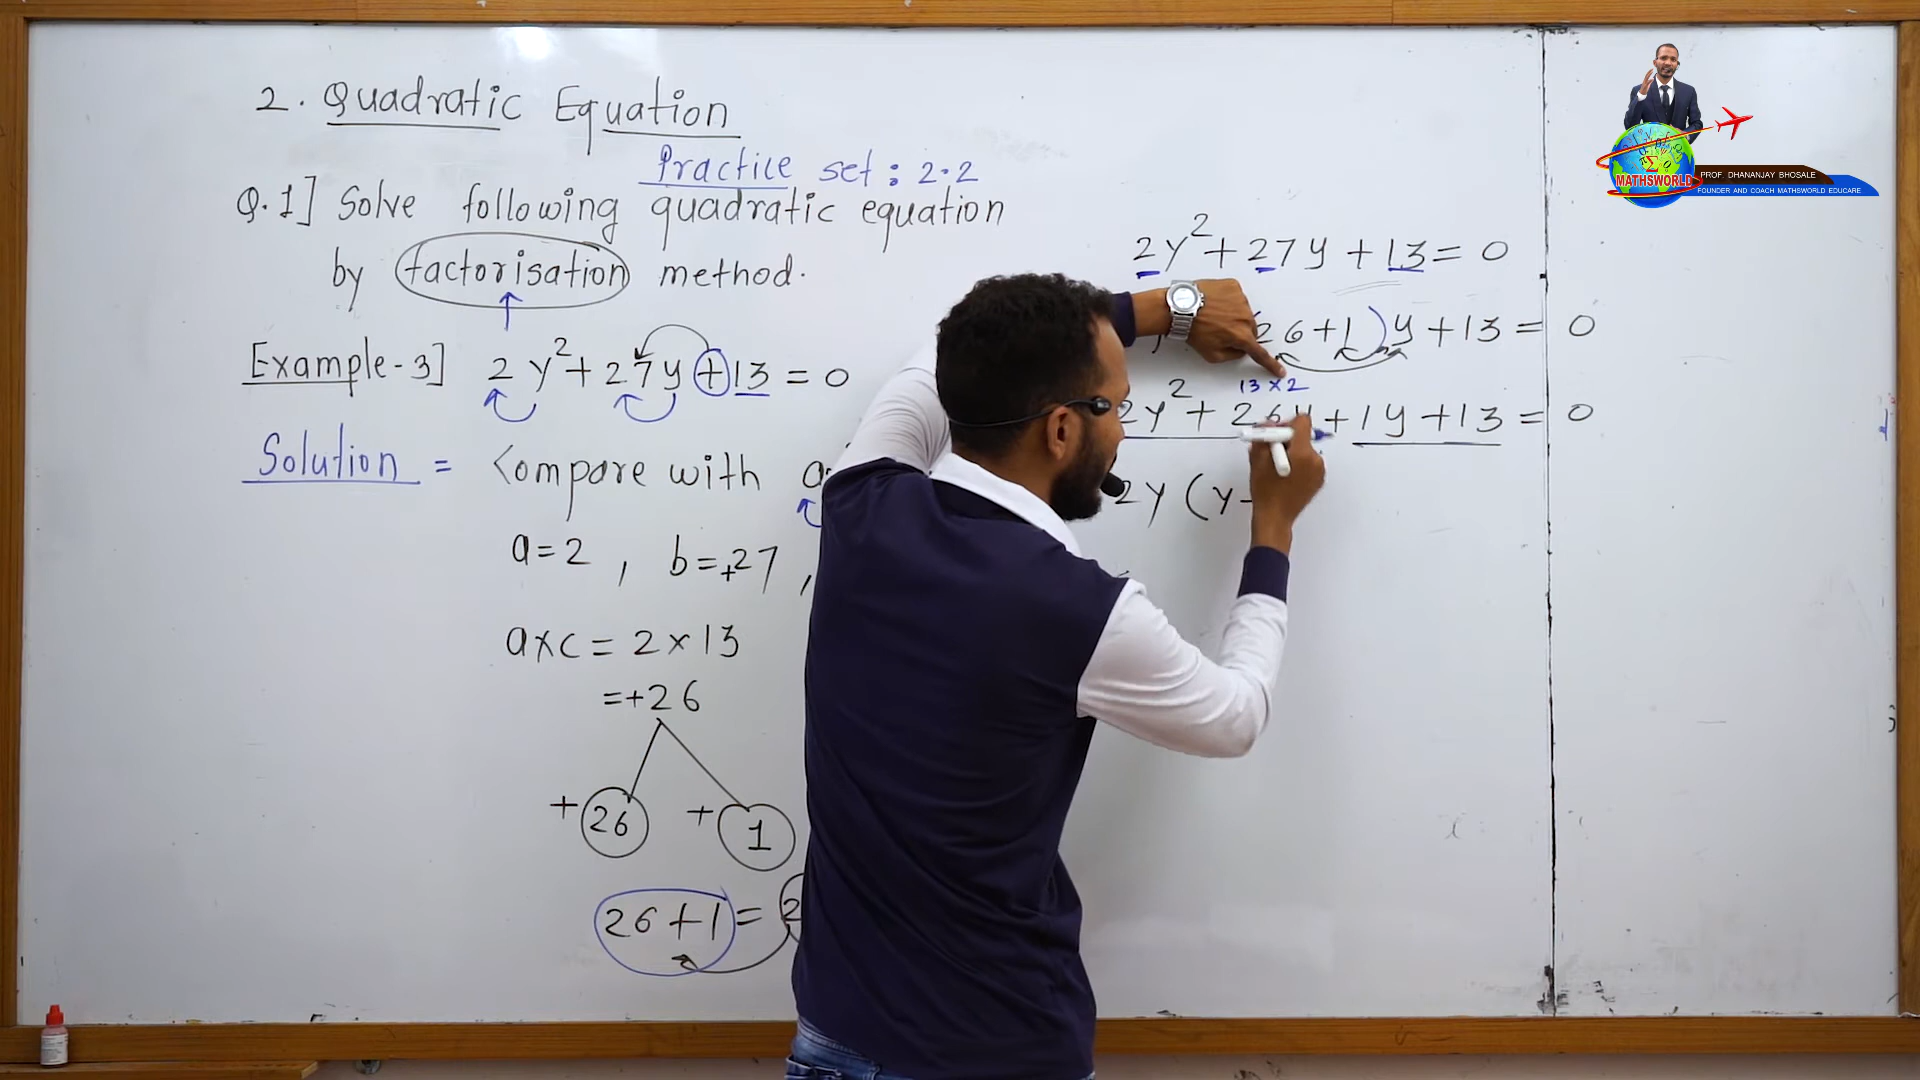 2. Quadratic Equation
Practice set : 2.2
Q.1] Solve following quadratic equation
by factorisation method.
Example-3] 2y²+27y+13=0
Solution = Compare with a
a=2 , b=+27 ,
axc = 2×13
=+26
+26 +1
26+1=2
2y²+27y+13=0
26+1)y+13=0
13×2
2y²+26y+1y+13=0
2y(y
MATHSWORLD
PROF. DHANANJAY BHOSALE
FOUNDER AND COACH MATHSWORLD EDUCARE